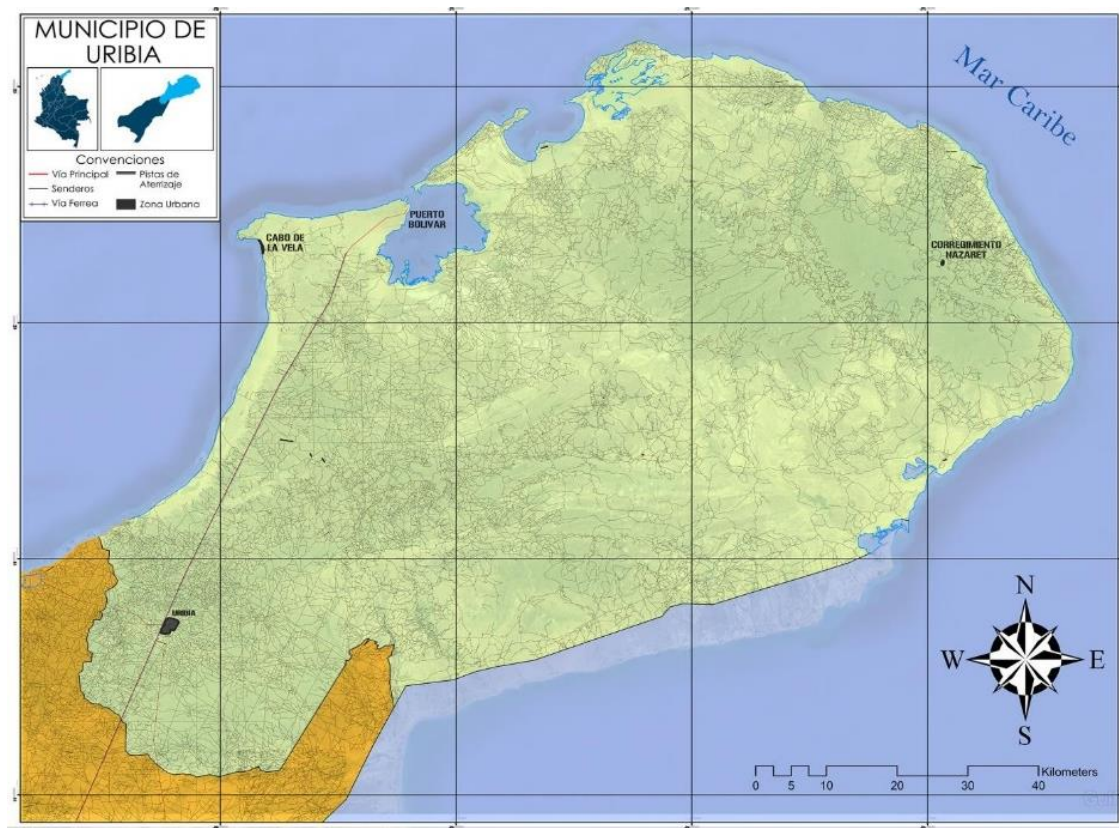 MUNICIPIO DE
URIBIA
Convenciones
Vía Principal
Pistas de
Aterrizaje
Senderos
Vía Ferrea
Zona Urbana
Mar Caribe
PUERTO
BOLIVAR
CABO DE
LA VELA
CORREGIMIENTO
NAZARET
URIBIA
N
W
E
S
Kilometers
0 5 10 20 30 40